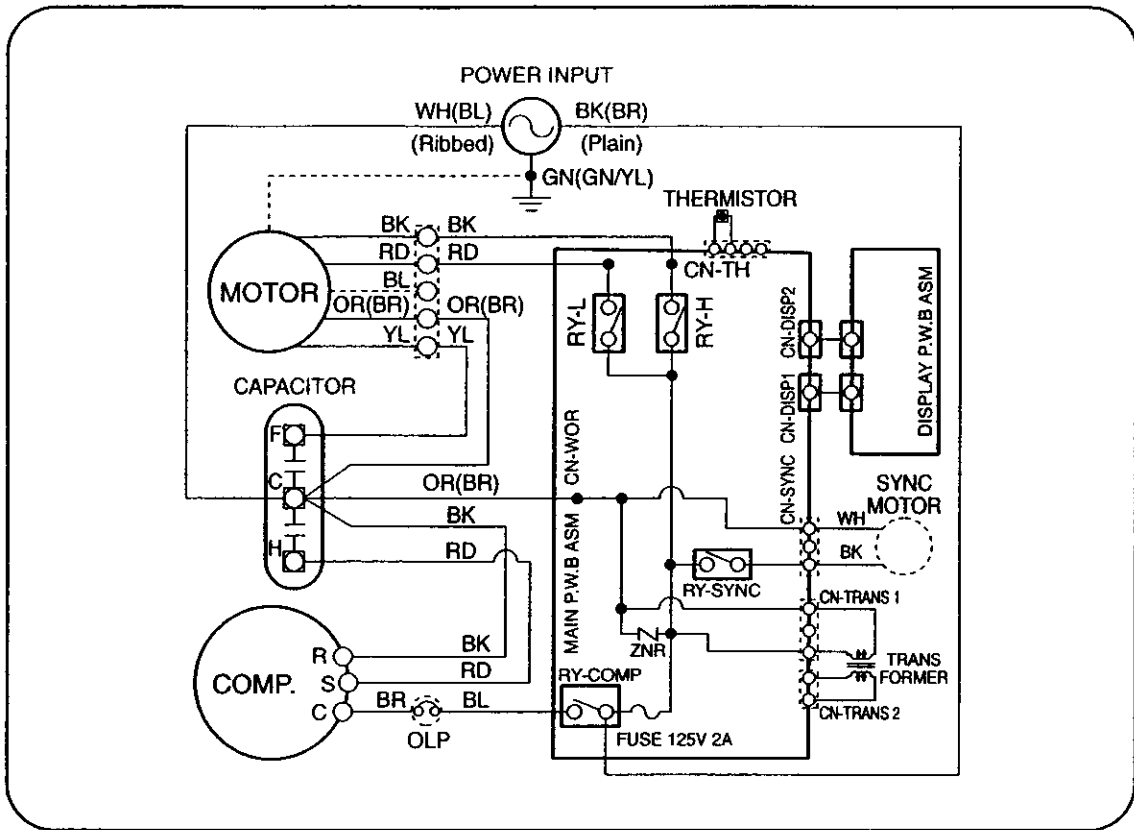 POWER INPUT
WH(BL) BK(BR)
(Ribbed) (Plain)
GN(GN/YL)
THERMISTOR
BK BK
RD RD
CN-TH
BL
MOTOR
OR(BR) OR(BR)
YL YL
RY-L
RY-H
CN-DISP2
CN-DISP1
DISPLAY P.W.B ASM
CAPACITOR
F
C
H
OR(BR)
BK
RD
CN-WOR
MAIN P.W.B ASM
CN-SYNC
SYNC
MOTOR
WH
BK
RY-SYNC
CN-TRANS 1
ZNR
TRANS
FORMER
CN-TRANS 2
COMP.
R
S
C
BK
RD
BR BL
OLP
RY-COMP
FUSE 125V 2A